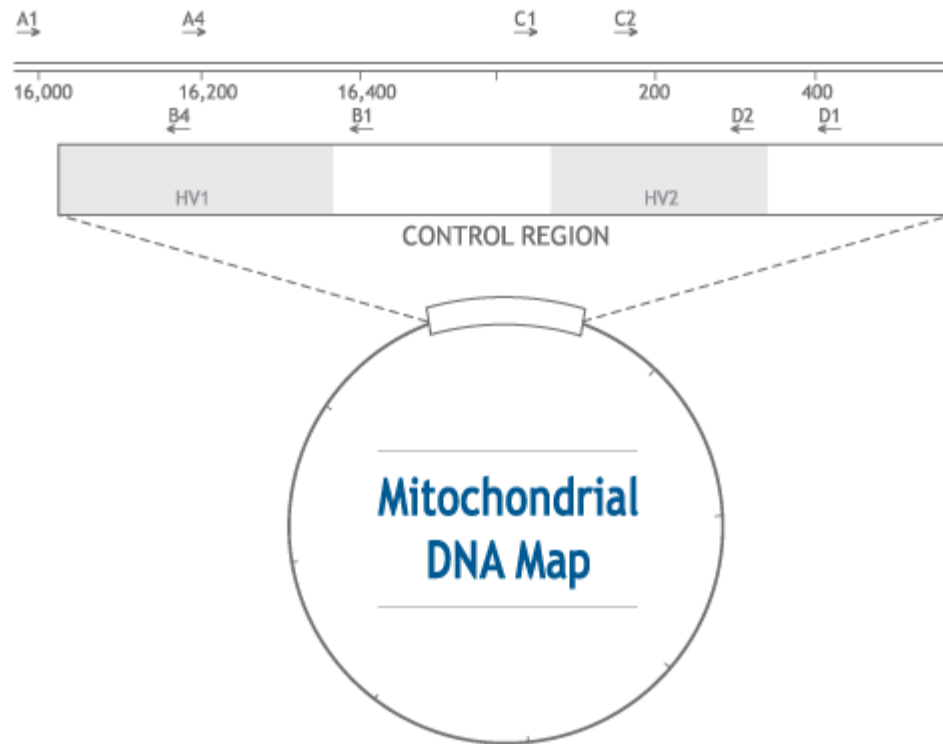 A1 A4 C1 C2
16,000 16,200 16,400 200 400
B4 B1 D2 D1
HV1 HV2
CONTROL REGION
Mitochondrial
DNA Map